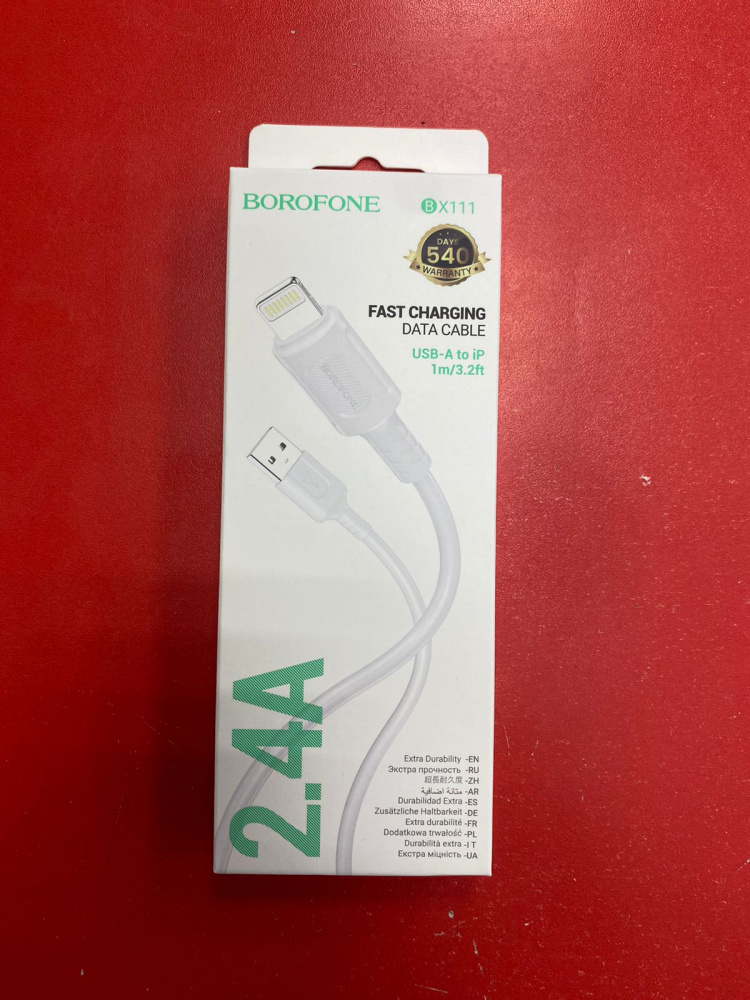 BOROFONE
BX111
DAYS
540
WARRANTY
FAST CHARGING
DATA CABLE
USB-A to iP
1m/3.2ft
BOROFONE
2.4A
Extra Durability -EN
Экстра прочность -RU
超長耐久度 -ZH
متانة اضافية -AR
Durabilidad Extra -ES
Zusätzliche Haltbarkeit -DE
Extra durabilité -FR
Dodatkowa trwałość -PL
Durabilità extra -I T
Екстра міцність -UA